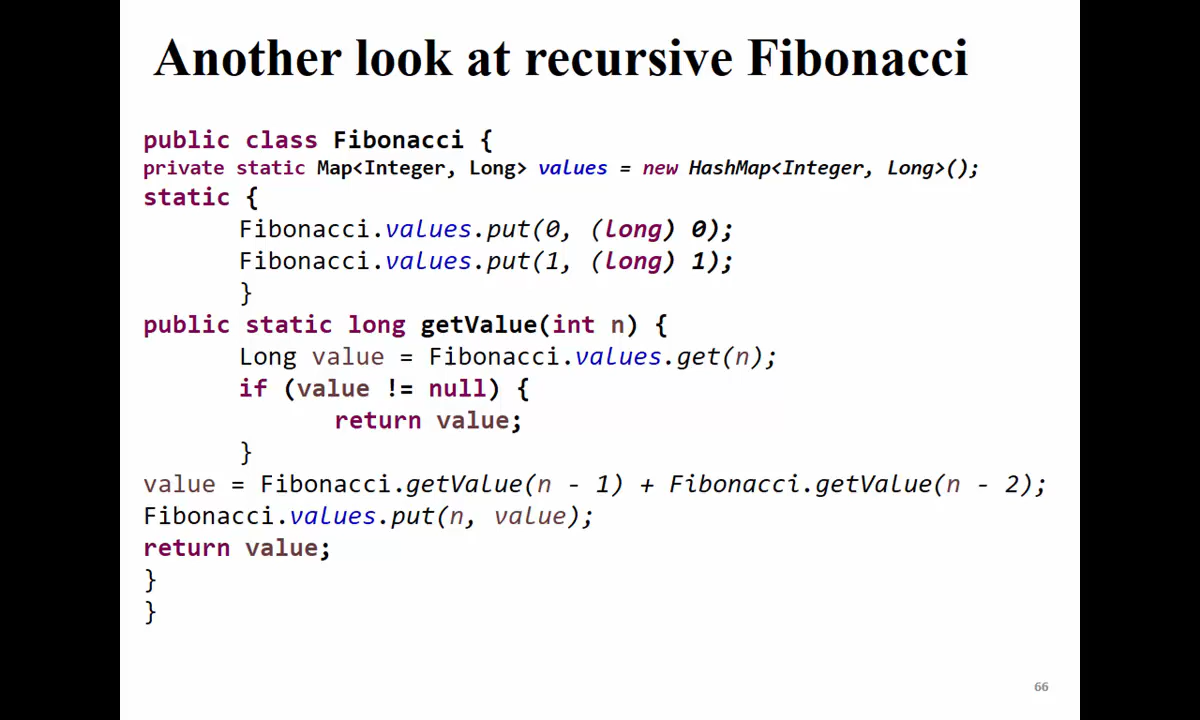 Another look at recursive Fibonacci
public class Fibonacci {
private static Map<Integer, Long> values = new HashMap<Integer, Long>();
static {
Fibonacci.values.put(0, (long) 0);
Fibonacci.values.put(1, (long) 1);
}
public static long getValue(int n) {
Long value = Fibonacci.values.get(n);
if (value != null) {
return value;
}
value = Fibonacci.getValue(n - 1) + Fibonacci.getValue(n - 2);
Fibonacci.values.put(n, value);
return value;
}
}
66